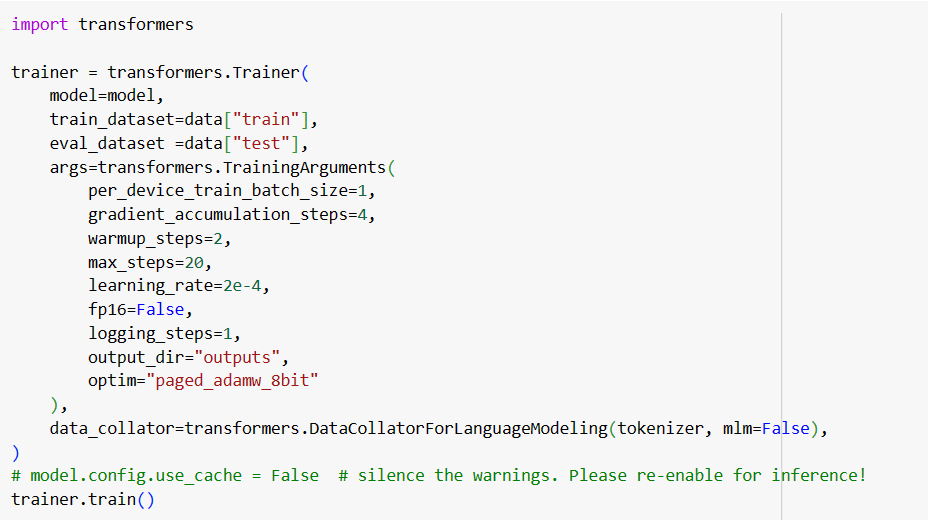 import transformers

trainer = transformers.Trainer(
    model=model,
    train_dataset=data["train"],
    eval_dataset =data["test"],
    args=transformers.TrainingArguments(
        per_device_train_batch_size=1,
        gradient_accumulation_steps=4,
        warmup_steps=2,
        max_steps=20,
        learning_rate=2e-4,
        fp16=False,
        logging_steps=1,
        output_dir="outputs",
        optim="paged_adamw_8bit"
    ),
    data_collator=transformers.DataCollatorForLanguageModeling(tokenizer, mlm=False),
)
# model.config.use_cache = False  # silence the warnings. Please re-enable for inference!
trainer.train()